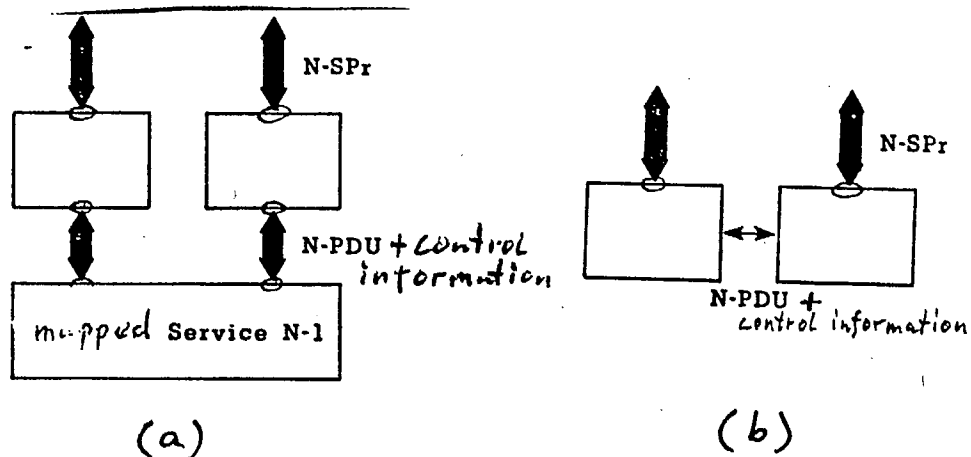 N-SPr
N-SPr
N-PDU + control
information
mapped Service N-1
N-PDU +
control information
(a)
(b)